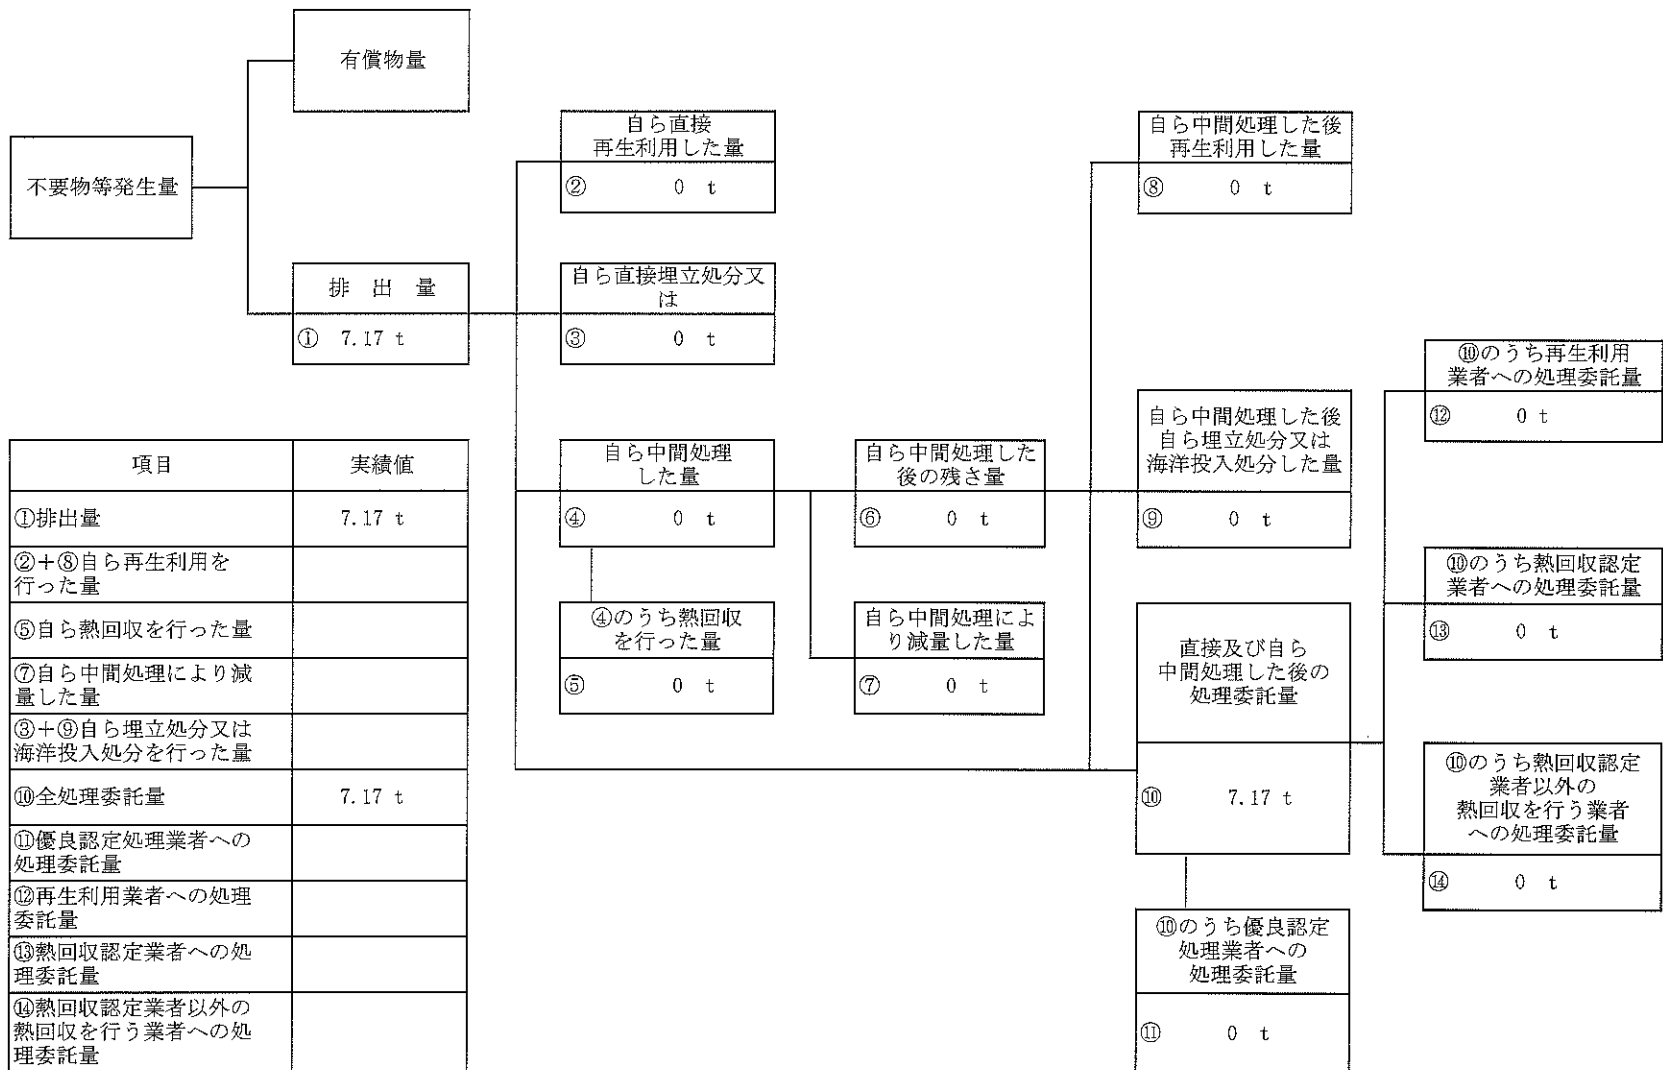 有償物量
不要物等発生量
排 出 量
① 7.17 t
自ら直接
再生利用した量
② 0 t
自ら直接埋立処分又
は
③ 0 t
自ら中間処理
した量
④ 0 t
④のうち熱回収
を行った量
⑤ 0 t
自ら中間処理した
後の残さ量
⑥ 0 t
自ら中間処理によ
り減量した量
⑦ 0 t
自ら中間処理した後
再生利用した量
⑧ 0 t
自ら中間処理した後
自ら埋立処分又は
海洋投入処分した量
⑨ 0 t
直接及び自ら
中間処理した後の
処理委託量
⑩ 7.17 t
⑩のうち優良認定
処理業者への
処理委託量
⑪ 0 t
⑩のうち再生利用
業者への処理委託量
⑫ 0 t
⑩のうち熱回収認定
業者への処理委託量
⑬ 0 t
⑩のうち熱回収認定
業者以外の
熱回収を行う業者
への処理委託量
⑭ 0 t
項目 実績値
①排出量 7.17 t
②+⑧自ら再生利用を
行った量
⑤自ら熱回収を行った量
⑦自ら中間処理により減
量した量
③+⑨自ら埋立処分又は
海洋投入処分を行った量
⑩全処理委託量 7.17 t
⑪優良認定処理業者への
処理委託量
⑫再生利用業者への処理
委託量
⑬熱回収認定業者への処
理委託量
⑭熱回収認定業者以外の
熱回収を行う業者への処
理委託量